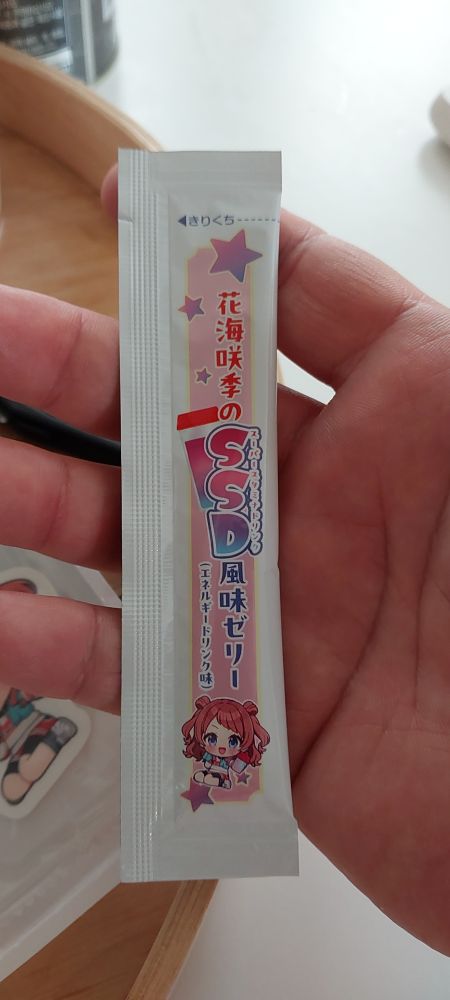 ◀きりくち
花海咲季の
SSD
スーパースタミナドリンク
風味ゼリー
(エネルギードリンク味)